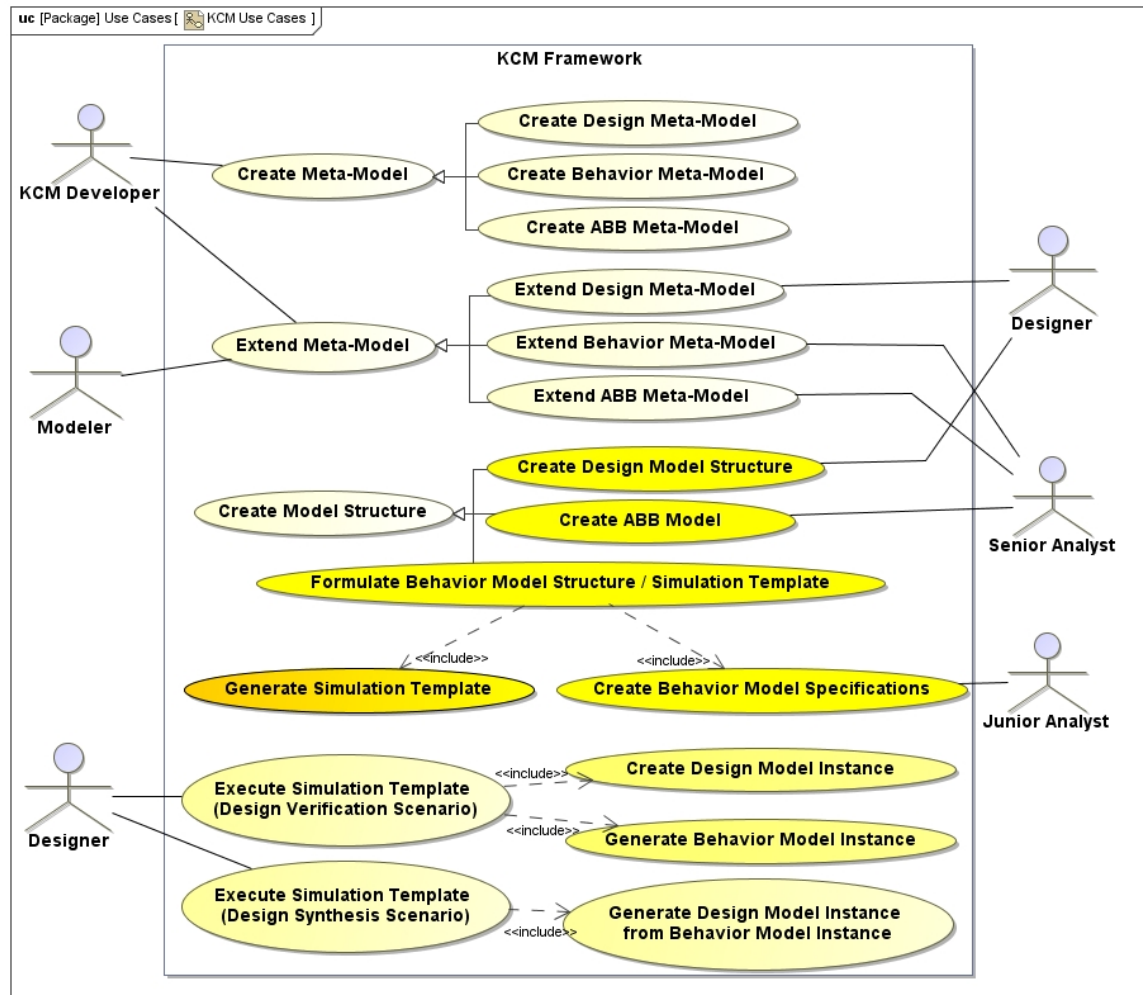 uc [Package] Use Cases [ KCM Use Cases ]
KCM Framework
Create Design Meta-Model
Create Meta-Model
Create Behavior Meta-Model
KCM Developer
Create ABB Meta-Model
Extend Design Meta-Model
Designer
Extend Meta-Model
Extend Behavior Meta-Model
Extend ABB Meta-Model
Modeler
Create Design Model Structure
Create Model Structure
Create ABB Model
Senior Analyst
Formulate Behavior Model Structure / Simulation Template
<<include>>
<<include>>
Generate Simulation Template
Create Behavior Model Specifications
Junior Analyst
Execute Simulation Template
(Design Verification Scenario)
<<include>>
Create Design Model Instance
<<include>>
Generate Behavior Model Instance
Designer
Execute Simulation Template
(Design Synthesis Scenario)
<<include>>
Generate Design Model Instance
from Behavior Model Instance